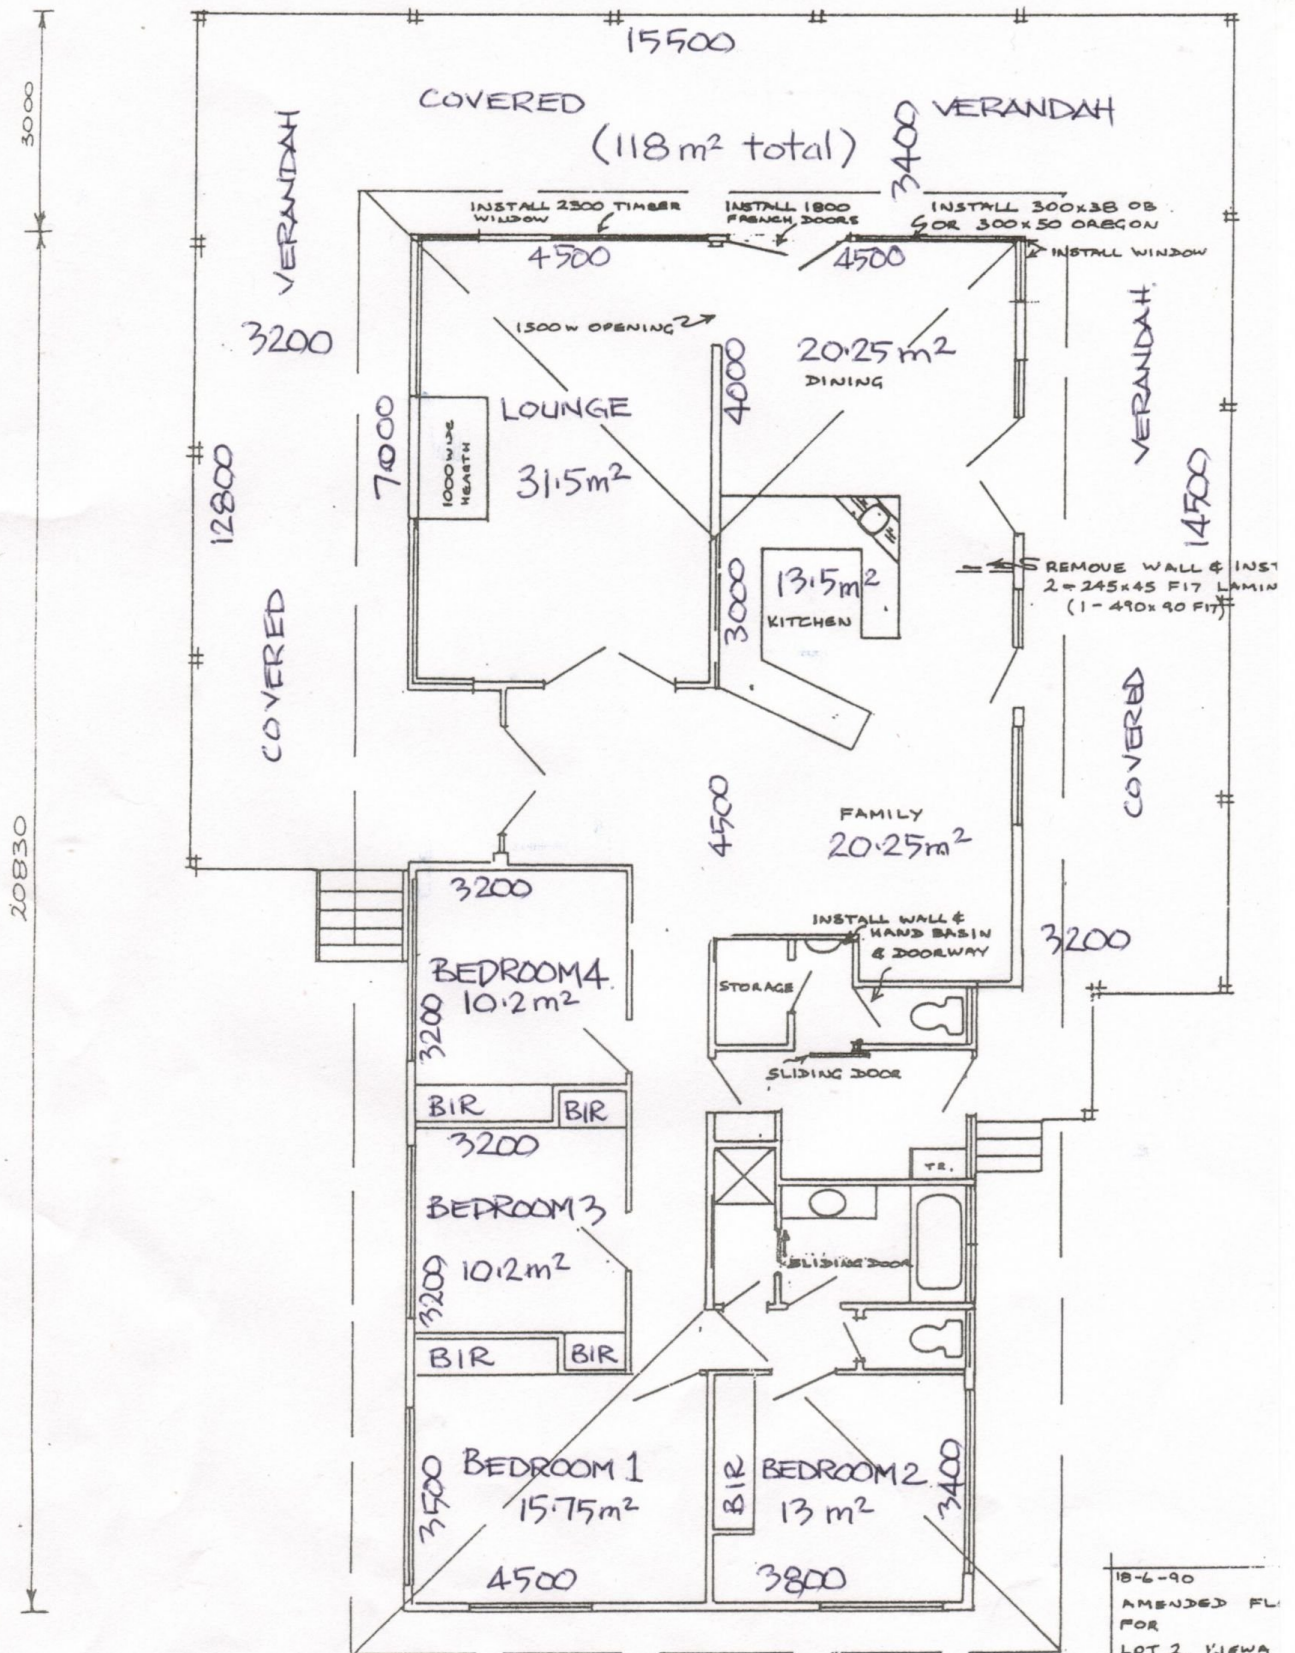 15500
3000
COVERED
VERANDAH
(118m² total)
3400
VERANDAH
INSTALL 2300 TIMBER
WINDOW
INSTALL 1800
FRENCH DOORS
INSTALL 300x38 OB
OR 300x50 OREGON
INSTALL WINDOW
4500
4500
3200
1500 W OPENING
4000
20.25m²
DINING
VERANDAH
LOUNGE
31.5m²
7000
1000 WIDE
HEARTH
12800
14500
REMOVE WALL & INST
2-245x45 F17 LAMIN
(1-490x90 F17)
13.5m²
KITCHEN
3000
COVERED
COVERED
4500
FAMILY
20.25m²
20830
3200
INSTALL WALL &
HAND BASIN
& DOORWAY
3200
BEDROOM 4
10.2m²
3200
STORAGE
SLIDING DOOR
BIR
BIR
3200
BEDROOM 3
10.2m²
3200
TR.
SLIDING DOOR
BIR
BIR
BEDROOM 1
15.75m²
3500
4500
BIR
BEDROOM 2
13 m²
3400
3800
18-6-90
AMENDED FL
FOR
LOT 2 KIEWA